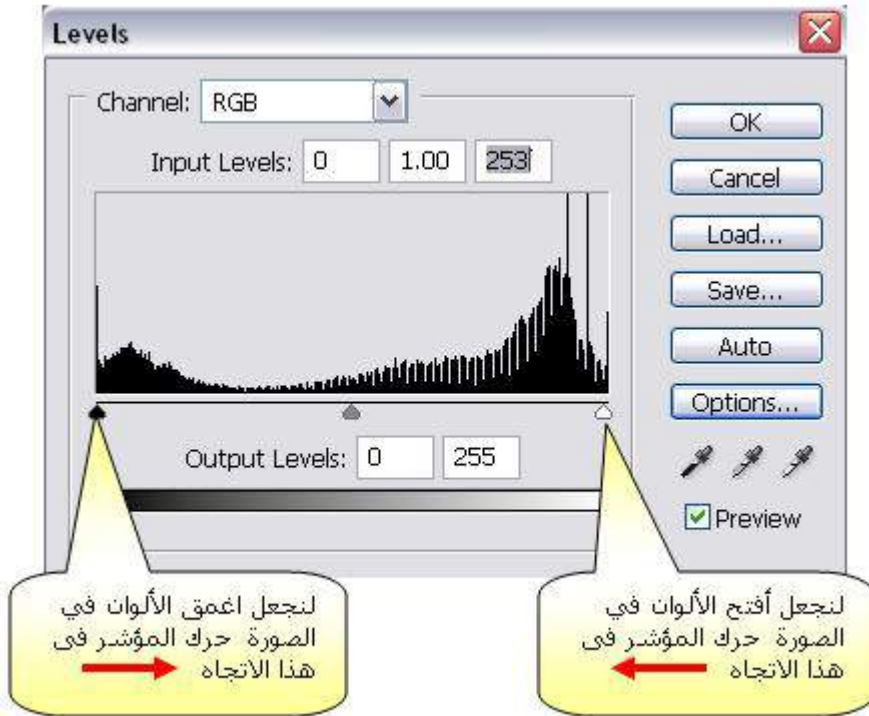 Levels
Channel: RGB
OK
Input Levels: 0 1.00 253
Cancel
Load...
Save...
Auto
Options...
Output Levels: 0 255
Preview
لنجعل اغمق الألوان في
الصورة حرك المؤشر فى
هذا الاتجاه
لنجعل أفتح الألوان في
الصورة حرك المؤشر فى
هذا الاتجاه